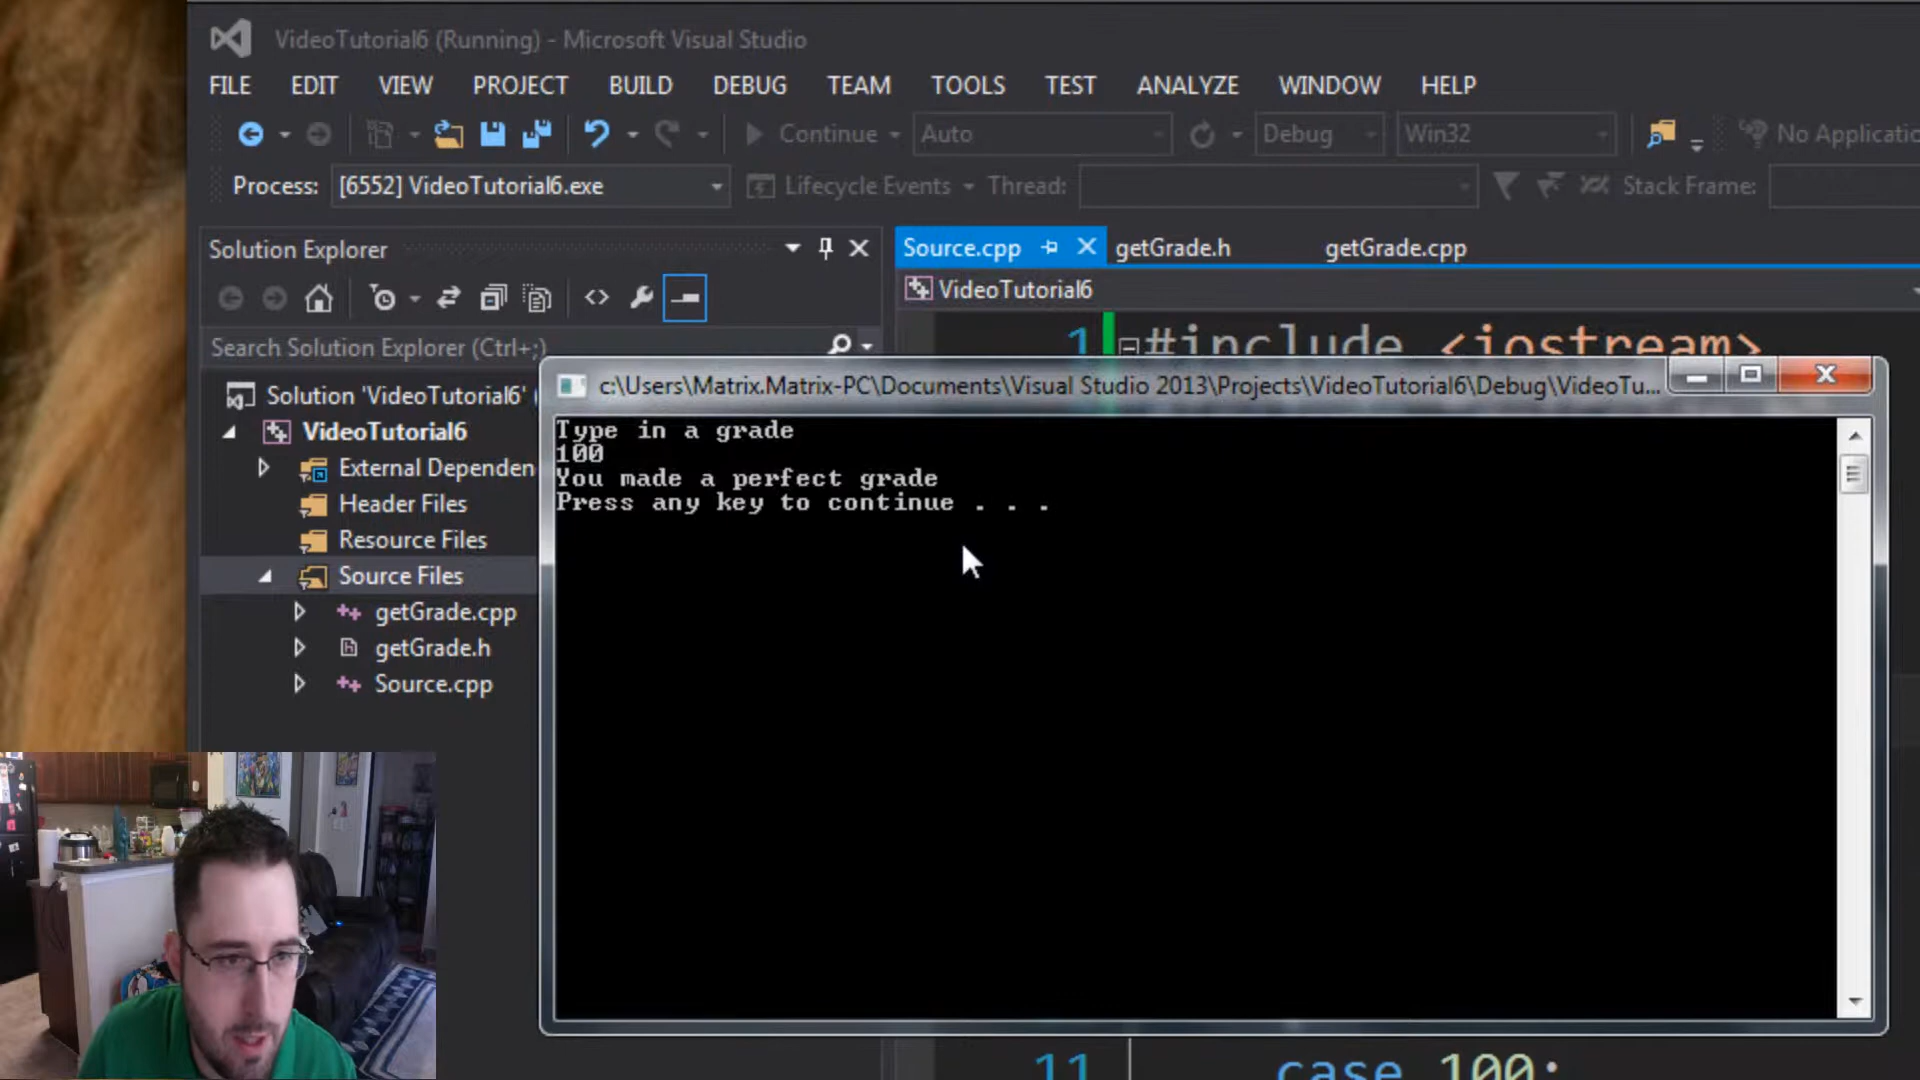 VideoTutorial6 (Running) - Microsoft Visual Studio
FILE EDIT VIEW PROJECT BUILD DEBUG TEAM TOOLS TEST ANALYZE WINDOW HELP
Continue Auto Debug Win32 No Applicatio
Process: [6552] VideoTutorial6.exe Lifecycle Events Thread: Stack Frame:
Solution Explorer
Source.cpp getGrade.h getGrade.cpp
VideoTutorial6
Search Solution Explorer (Ctrl+;)
1 #include <iostream>
Solution 'VideoTutorial6' (
VideoTutorial6
External Dependen
Header Files
Resource Files
Source Files
getGrade.cpp
getGrade.h
Source.cpp
c:\Users\Matrix.Matrix-PC\Documents\Visual Studio 2013\Projects\VideoTutorial6\Debug\VideoTu...
Type in a grade
100
You made a perfect grade
Press any key to continue . . .
11 case 100: